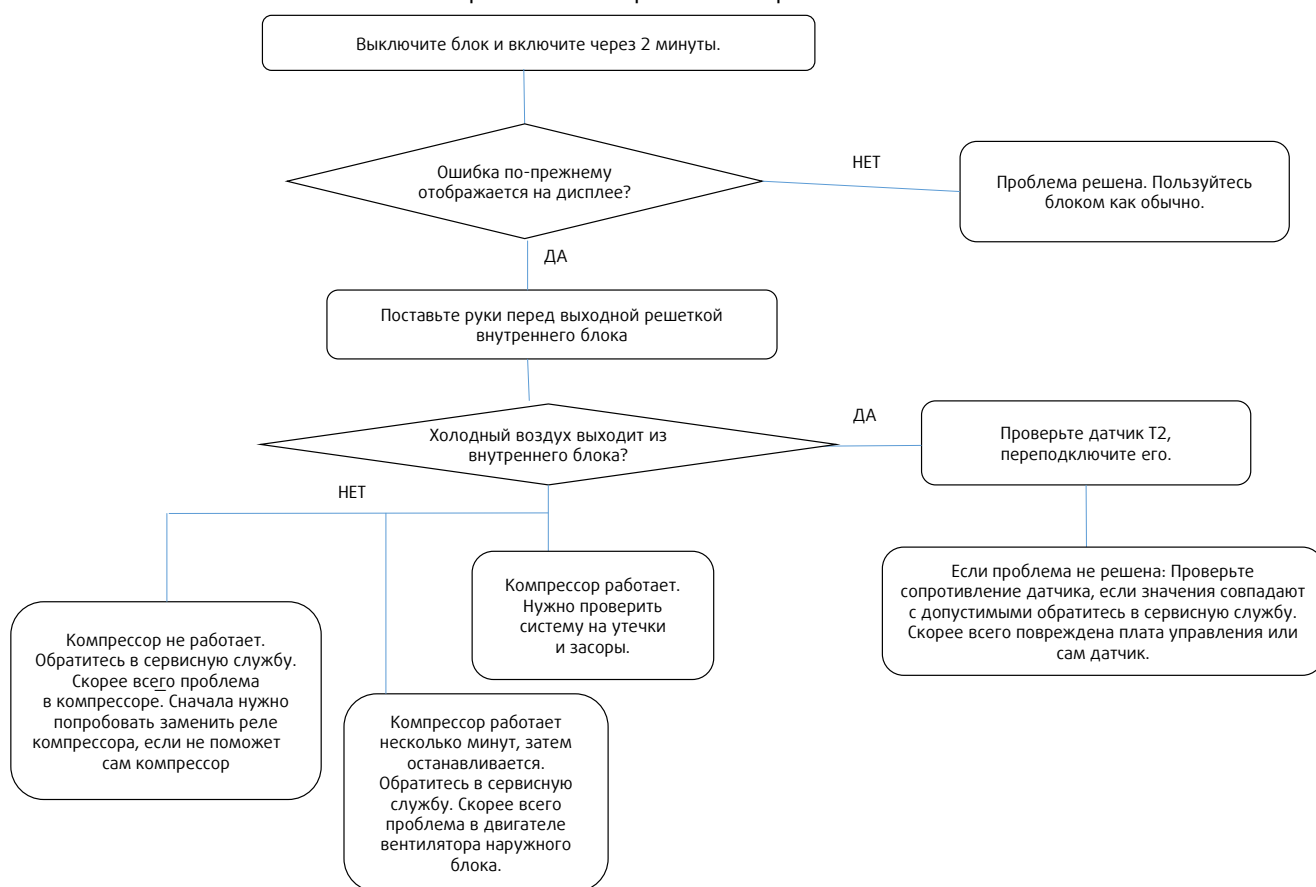 Выключите блок и включите через 2 минуты.
Ошибка по-прежнему
отображается на дисплее?
НЕТ
Проблема решена. Пользуйтесь
блоком как обычно.
ДА
Поставьте руки перед выходной решеткой
внутреннего блока
Холодный воздух выходит из
внутреннего блока?
ДА
Проверьте датчик T2,
переподключите его.
НЕТ
Если проблема не решена: Проверьте
сопротивление датчика, если значения совпадают
с допустимыми обратитесь в сервисную службу.
Скорее всего повреждена плата управления или
сам датчик.
Компрессор работает.
Нужно проверить
систему на утечки
и засоры.
Компрессор не работает.
Обратитесь в сервисную службу.
Скорее всего проблема
в компрессоре. Сначала нужно
попробовать заменить реле
компрессора, если не поможет
сам компрессор
Компрессор работает
несколько минут, затем
останавливается.
Обратитесь в сервисную
службу. Скорее всего
проблема в двигателе
вентилятора наружного
блока.